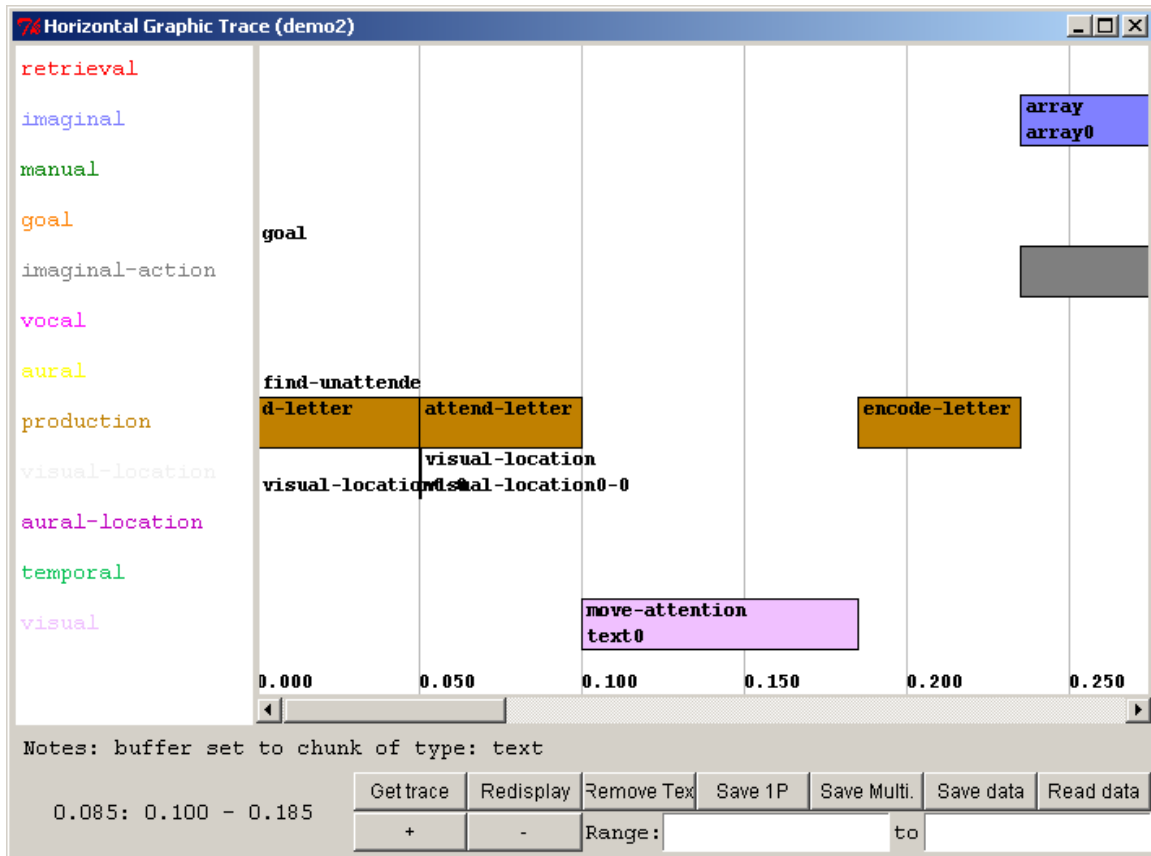 Horizontal Graphic Trace (demo2)
retrieval
imaginal
manual
goal
imaginal-action
vocal
aural
production
visual-location
aural-location
temporal
visual
array
array0
goal
find-unattende
d-letter
attend-letter
encode-letter
visual-location
visual-location0-0
move-attention
text0
0.000 0.050 0.100 0.150 0.200 0.250
Notes: buffer set to chunk of type: text
0.085: 0.100 - 0.185
Get trace Redisplay Remove Tex Save 1P Save Multi. Save data Read data
+ - Range: to